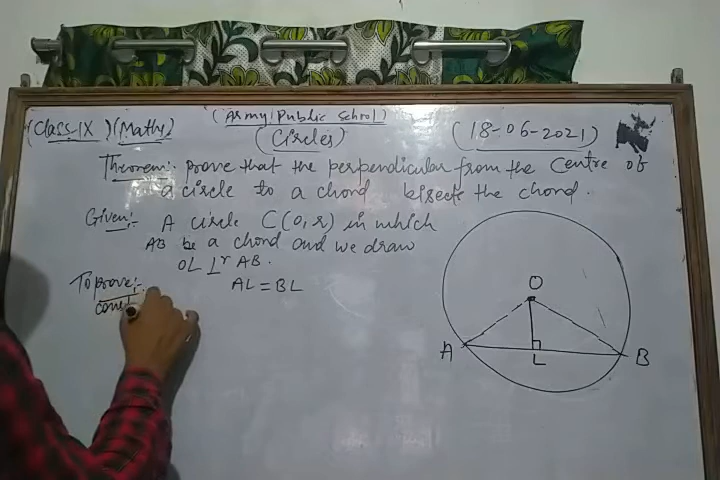 (Army Public School)
(Class-IX) (Maths) (Circles) (18-06-2021)
Theorem:- prove that the perpendicular from the centre of
a circle to a chord bisects the chord.
Given:- A circle C(O,r) in which
AB be a chord and we draw
OL ⊥r AB.
To prove:- AL = BL
const
O
A
L
B